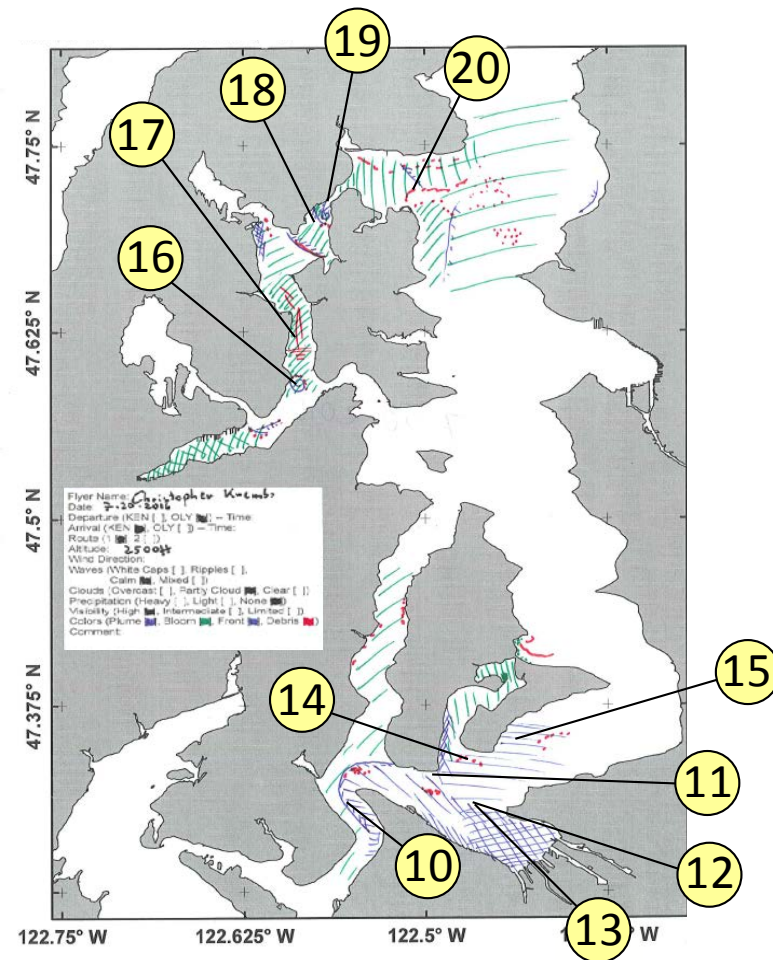 19
18
20
17
47.75° N
16
47.625° N
Flyer Name: Christopher Krembs
Date: 7-20-2016
Departure (KEN [ ], OLY [ ]) – Time:
Arrival (KEN [ ], OLY [ ]) – Time:
Route (1 [ ] 2 [ ])
Altitude: 2500ft
Wind Direction:
Waves (White Caps [ ], Ripples [ ],
Calm [ ], Mixed [ ])
Clouds (Overcast [ ], Partly Cloud [ ], Clear [ ])
Precipitation (Heavy [ ], Light [ ], None [ ])
Visibility (High [ ], Intermediate [ ], Limited [ ])
Colors (Plume [ ], Bloom [ ], Front [ ], Debris [ ])
Comment:
47.5° N
15
14
47.375° N
11
10
12
13
122.75° W
122.625° W
122.5° W
W